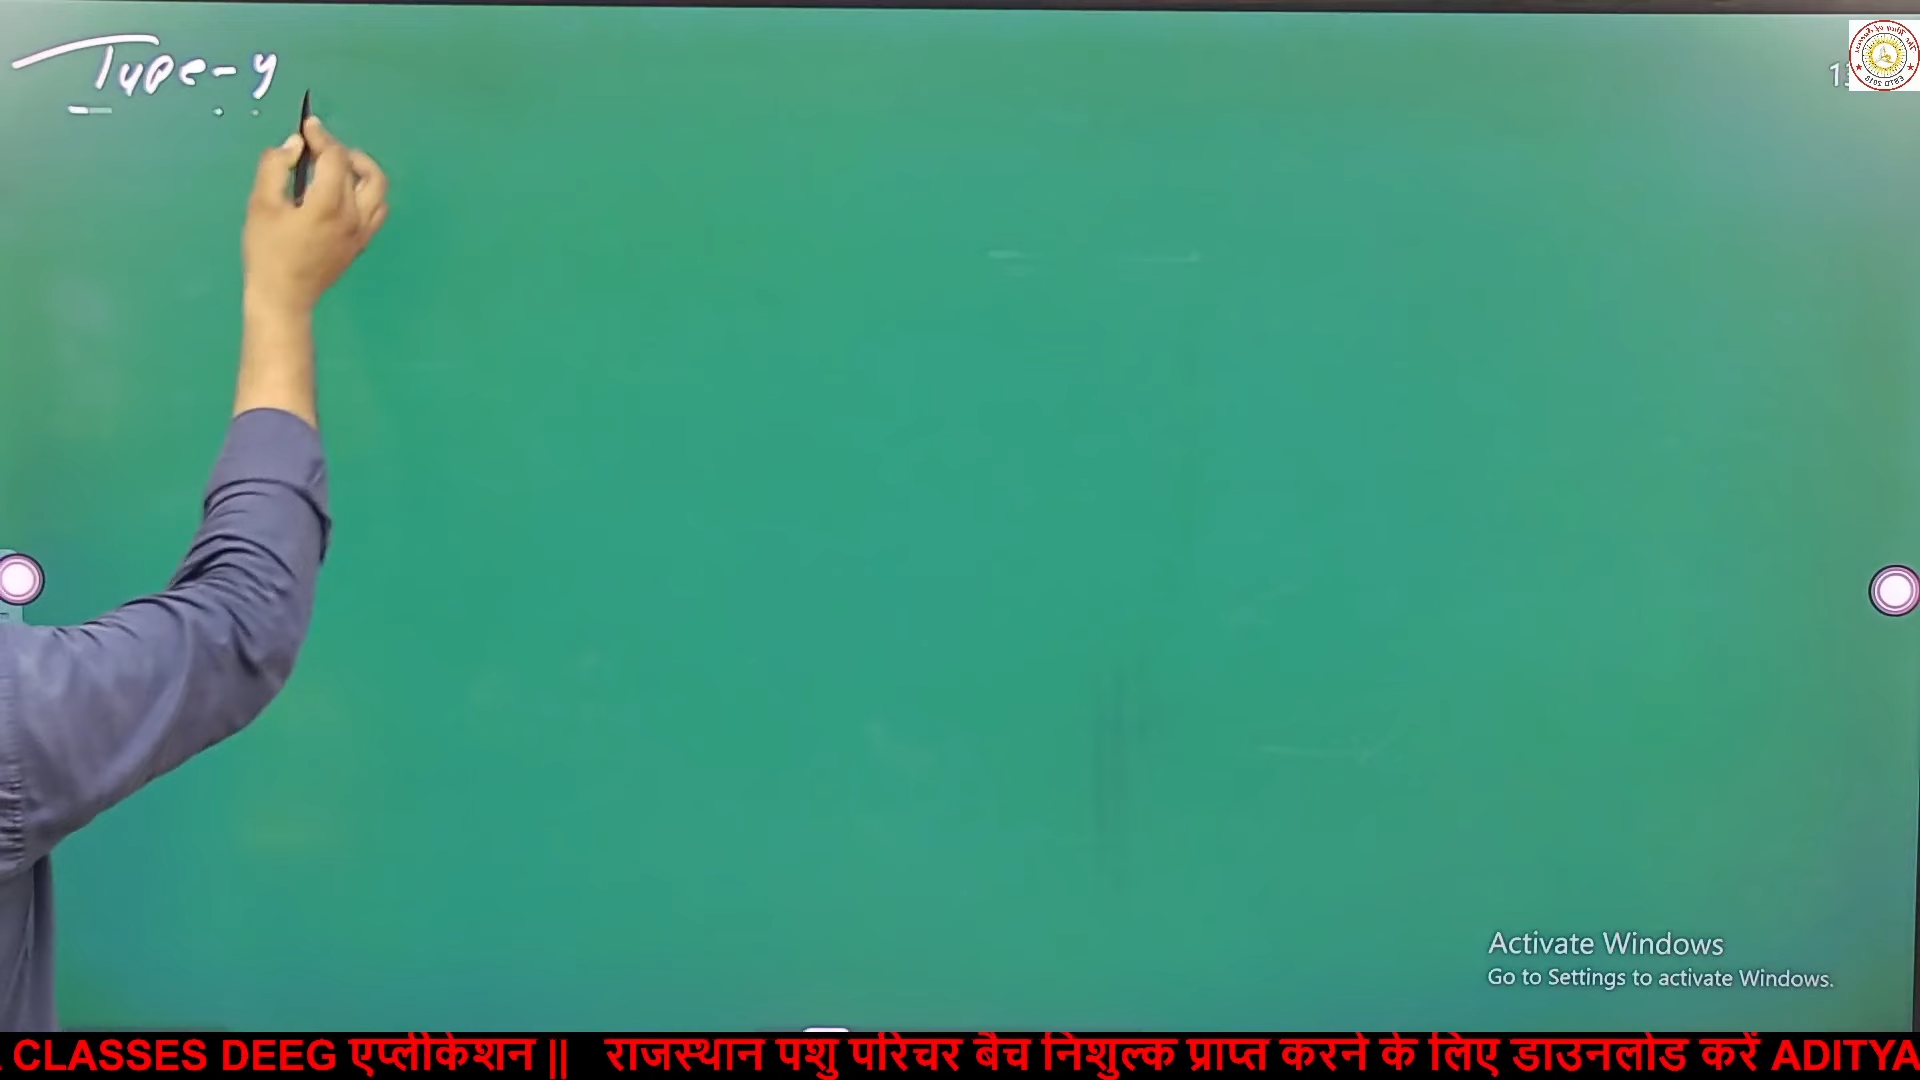 Type-4
Activate Windows
Go to Settings to activate Windows.
CLASSES DEEG एप्लीकेशन || राजस्थान पशु परिचर बैच निशुल्क प्राप्त करने के लिए डाउनलोड करें ADITYA